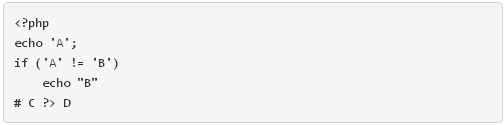 <?php
echo 'A';
if ('A' != 'B')
    echo "B"
# C ?> D